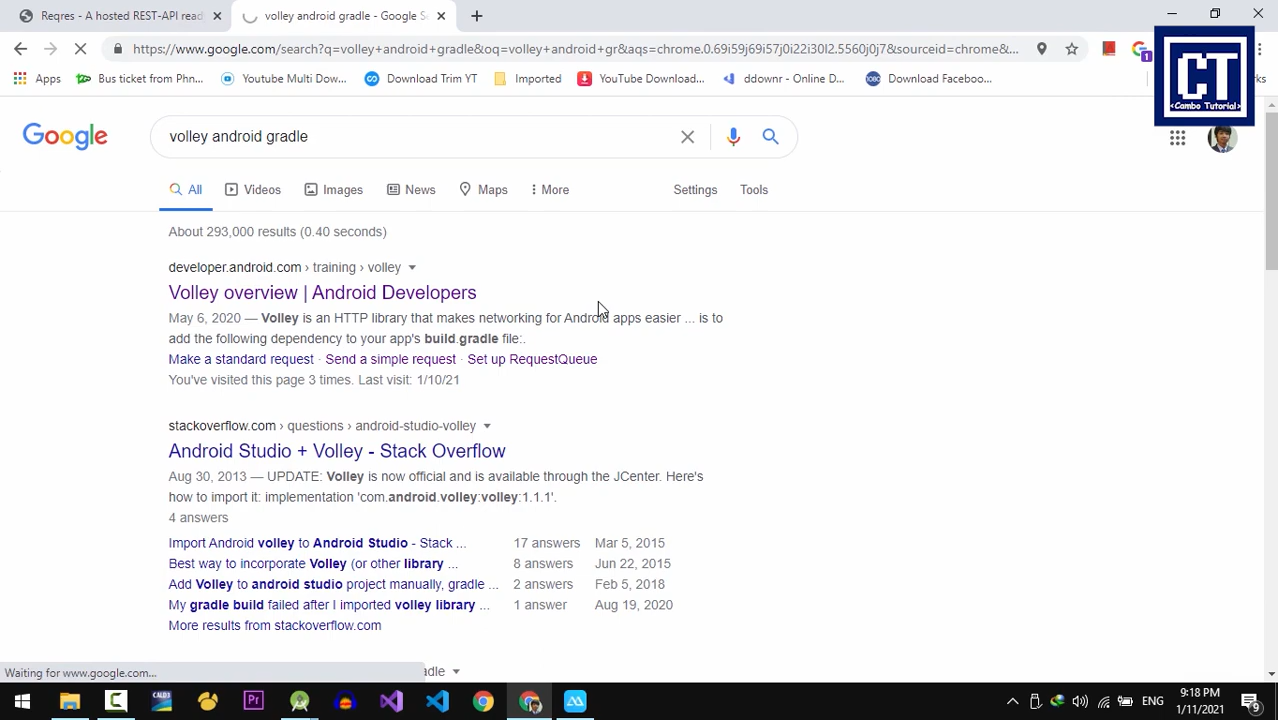 Reqres - A hosted REST-API read
volley android gradle - Google Se
https://www.google.com/search?q=volley+android+gradle&oq=volley+android+gr&aqs=chrome.0.69i59j69i57j0i22i30l2.5560j0j7&sourceid=chrome&...
Apps
Bus ticket from Phn...
Youtube Multi Dow...
Download Trim YT
Imported
YouTube Download...
ddownr - Online D...
Download Faceboo...
CT
<Cambo Tutorial>
Google
volley android gradle
All
Videos
Images
News
Maps
More
Settings
Tools
About 293,000 results (0.40 seconds)
developer.android.com › training › volley
Volley overview | Android Developers
May 6, 2020 — Volley is an HTTP library that makes networking for Android apps easier ... is to
add the following dependency to your app's build.gradle file:.
Make a standard request · Send a simple request · Set up RequestQueue
You've visited this page 3 times. Last visit: 1/10/21
stackoverflow.com › questions › android-studio-volley
Android Studio + Volley - Stack Overflow
Aug 30, 2013 — UPDATE: Volley is now official and is available through the JCenter. Here's
how to import it: implementation 'com.android.volley:volley:1.1.1'.
4 answers
Import Android volley to Android Studio - Stack ... 17 answers Mar 5, 2015
Best way to incorporate Volley (or other library ... 8 answers Jun 22, 2015
Add Volley to android studio project manually, gradle ... 2 answers Feb 5, 2018
My gradle build failed after I imported volley library ... 1 answer Aug 19, 2020
More results from stackoverflow.com
Waiting for www.google.com...
ENG
9:18 PM
1/11/2021
9